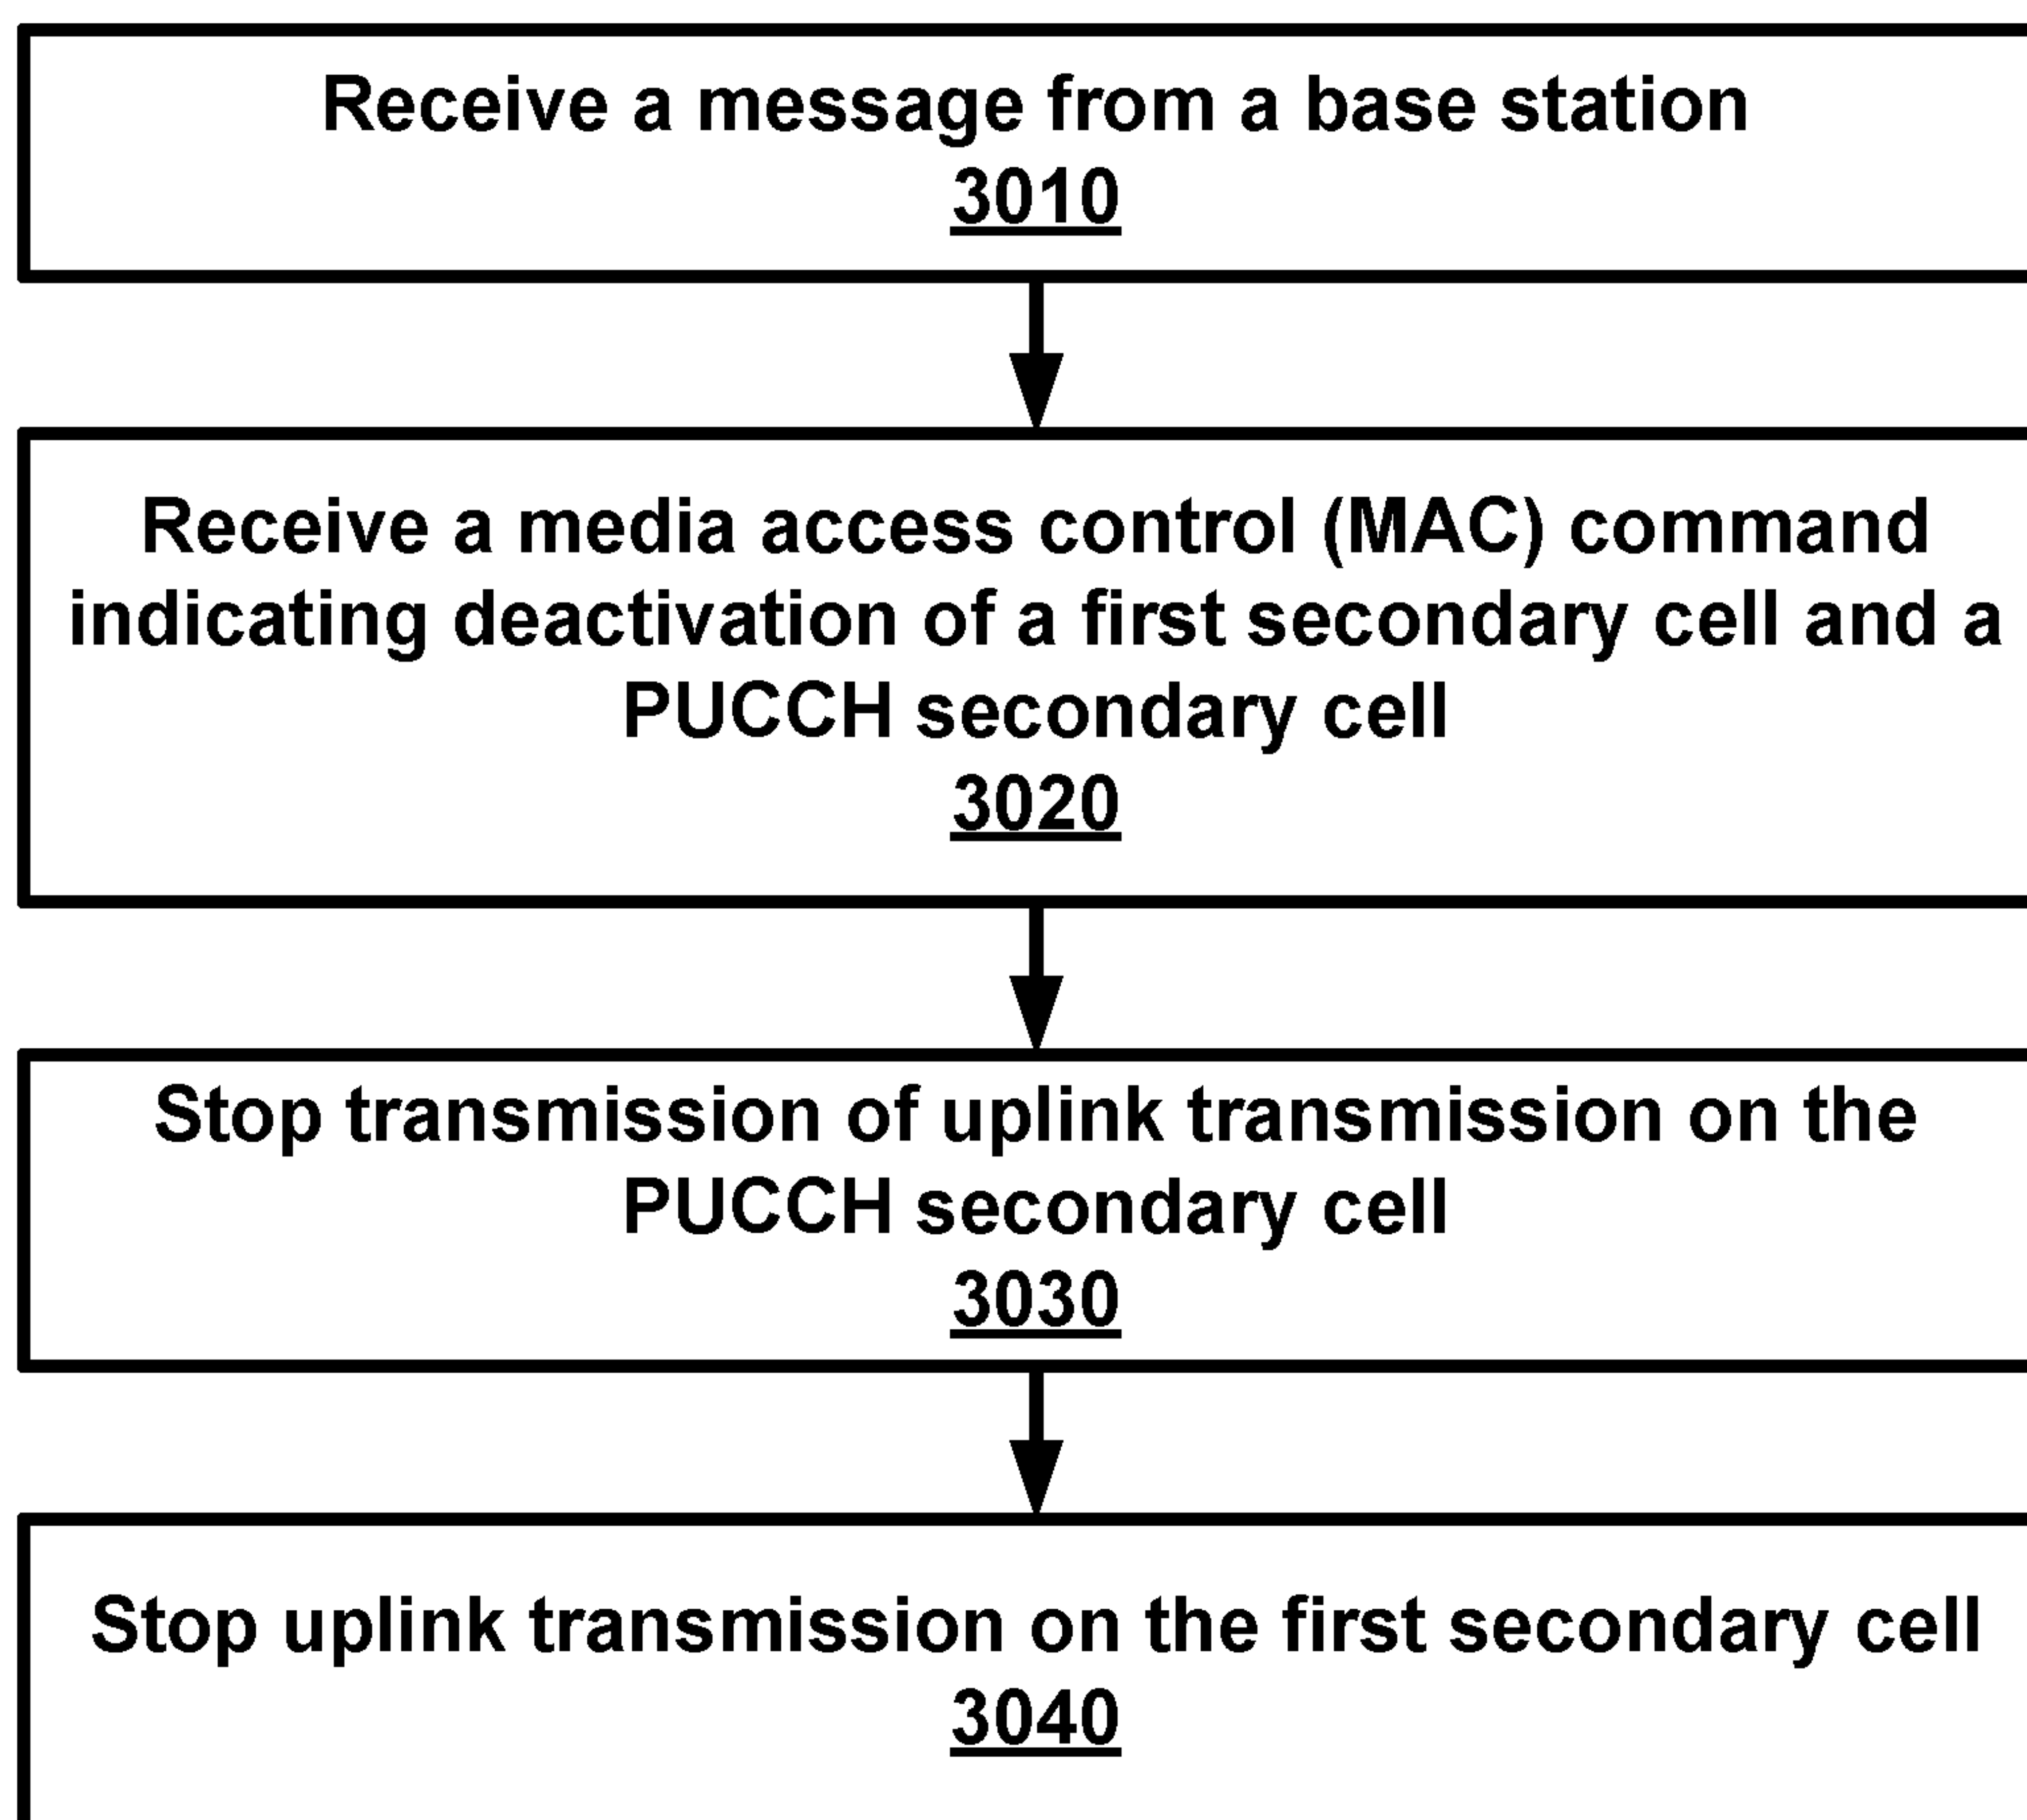 Receive a message from a base station
3010
Receive a media access control (MAC) command
indicating deactivation of a first secondary cell and a
PUCCH secondary cell
3020
Stop transmission of uplink transmission on the
PUCCH secondary cell
3030
Stop uplink transmission on the first secondary cell
3040